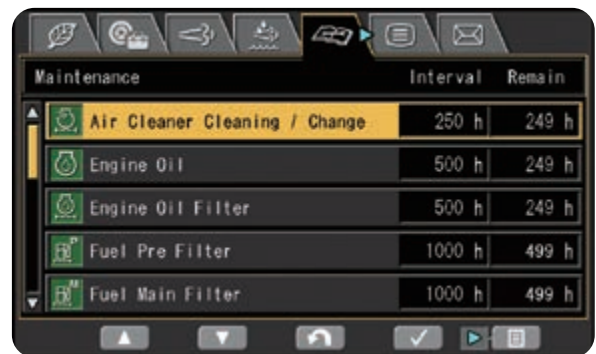 Maintenance Interval Remain
Air Cleaner Cleaning / Change 250 h 249 h
Engine Oil 500 h 249 h
Engine Oil Filter 500 h 249 h
P Fuel Pre Filter 1000 h 499 h
M Fuel Main Filter 1000 h 499 h